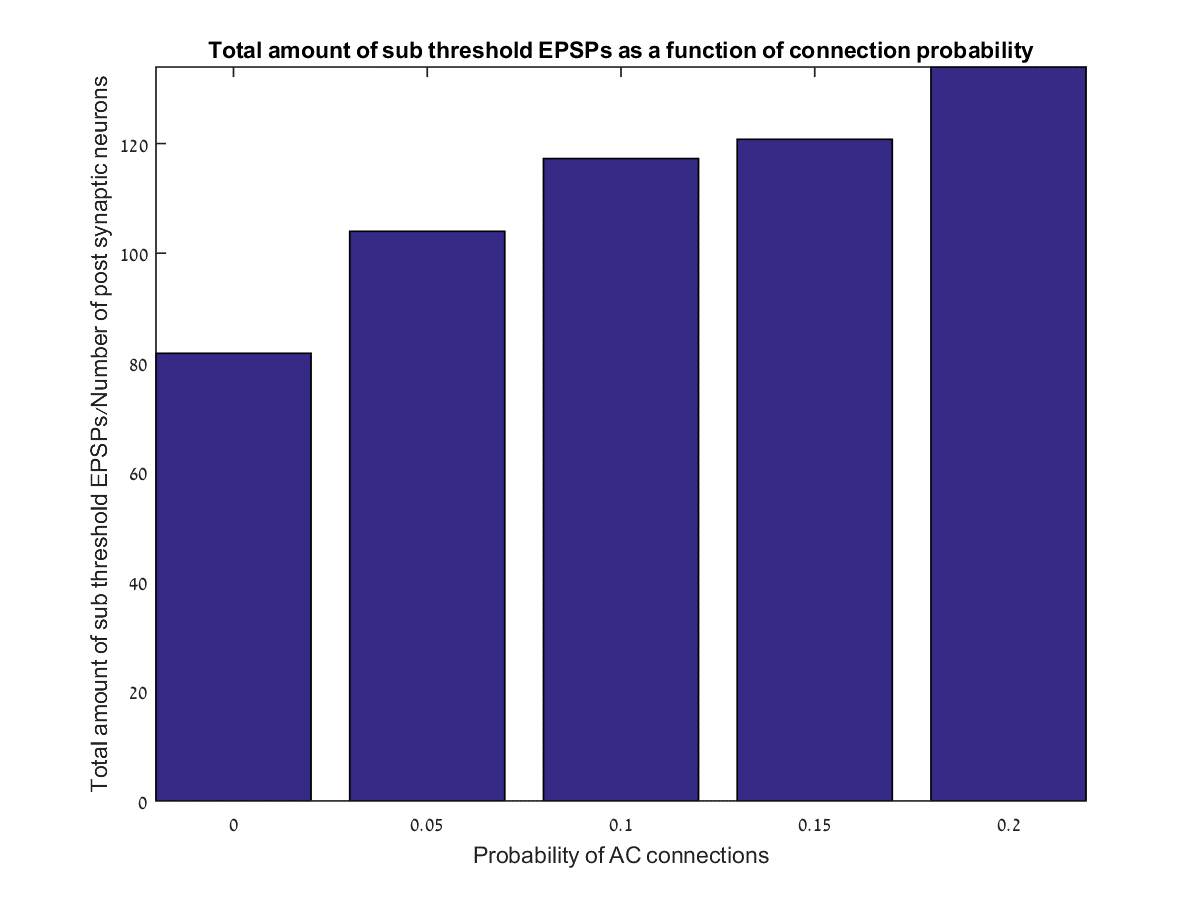 Total amount of sub threshold EPSPs as a function of connection probability
Total amount of sub threshold EPSPs/Number of post synaptic neurons
120
100
80
60
40
20
0
0 0.05 0.1 0.15 0.2
Probability of AC connections